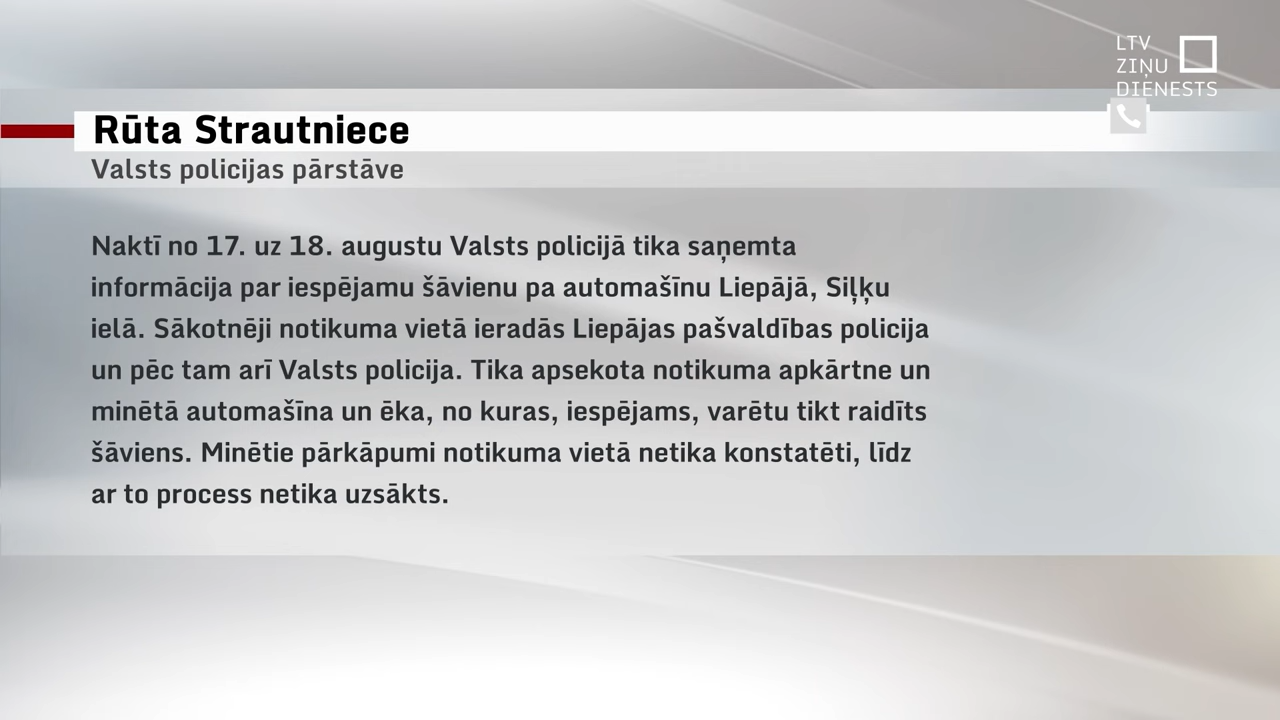 LTV
ZIŅU
DIENESTS
Rūta Strautniece
Valsts policijas pārstāve
Naktī no 17. uz 18. augustu Valsts policijā tika saņemta
informācija par iespējamu šāvienu pa automašīnu Liepājā, Siļķu
ielā. Sākotnēji notikuma vietā ieradās Liepājas pašvaldības policija
un pēc tam arī Valsts policija. Tika apsekota notikuma apkārtne un
minētā automašīna un ēka, no kuras, iespējams, varētu tikt raidīts
šāviens. Minētie pārkāpumi notikuma vietā netika konstatēti, līdz
ar to process netika uzsākts.